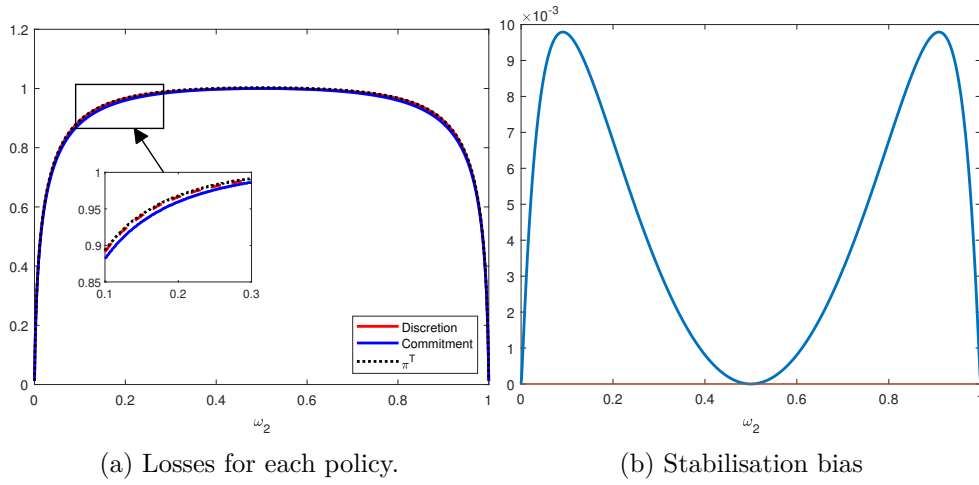 1.2
1
0.8
0.6
0.4
0.2
0
1
0.95
0.9
0.85
0.1 0.2 0.3
Discretion
Commitment
π^T
0 0.2 0.4 0.6 0.8 1
ω_2
(a) Losses for each policy.
×10^-3
10
9
8
7
6
5
4
3
2
1
0
0 0.2 0.4 0.6 0.8 1
ω_2
(b) Stabilisation bias